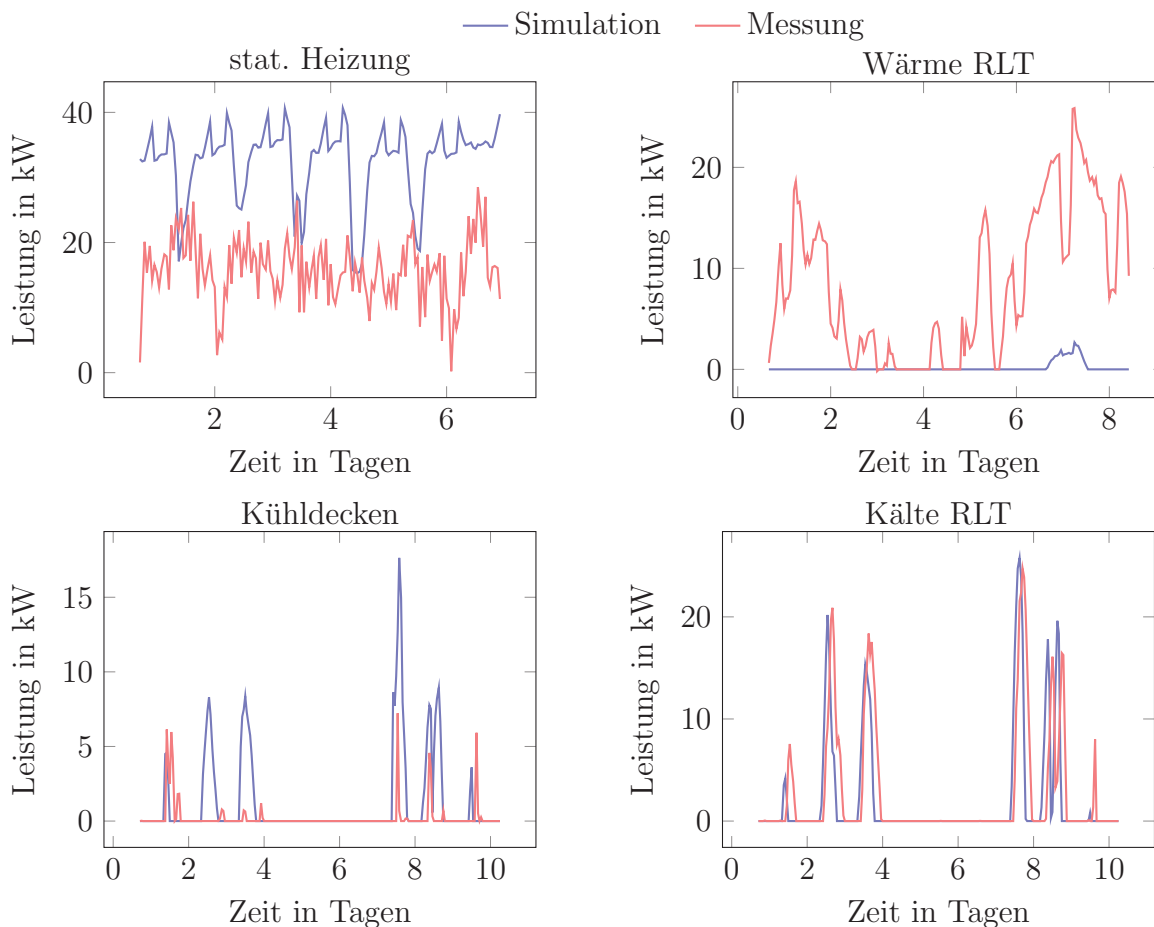 Simulation Messung
stat. Heizung
Leistung in kW
40
20
0
2 4 6
Zeit in Tagen
Wärme RLT
Leistung in kW
20
10
0
0 2 4 6 8
Zeit in Tagen
Kühldecken
Leistung in kW
15
10
5
0
0 2 4 6 8 10
Zeit in Tagen
Kälte RLT
Leistung in kW
20
10
0
0 2 4 6 8 10
Zeit in Tagen